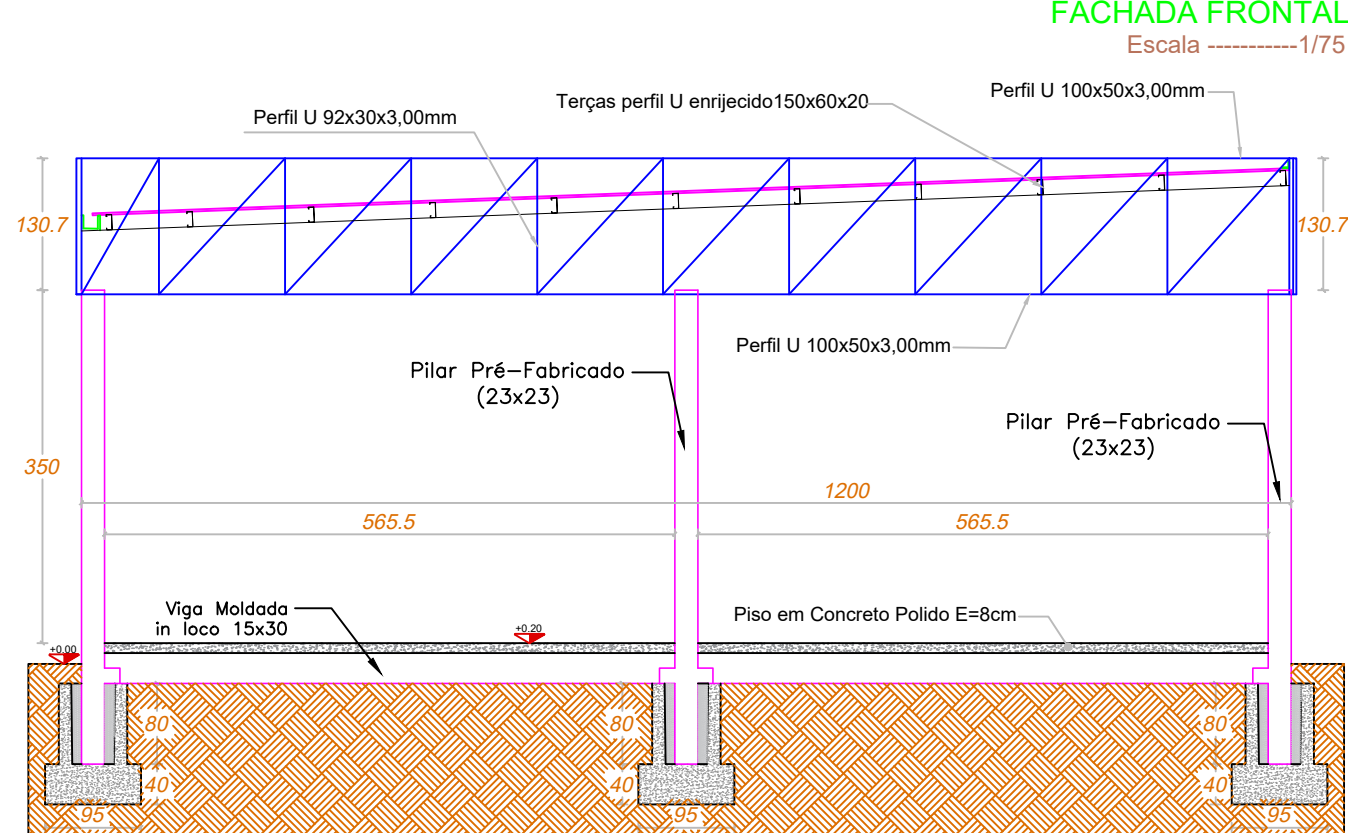 FACHADA FRONTAL
Escala -----------1/75
Perfil U 92x30x3,00mm
Terças perfil U enrijecido150x60x20
Perfil U 100x50x3,00mm
130.7
130.7
Perfil U 100x50x3,00mm
Pilar Pré-Fabricado
(23x23)
Pilar Pré-Fabricado
(23x23)
350
1200
565.5
565.5
Viga Moldada
in loco 15x30
+0.20
Piso em Concreto Polido E=8cm
+0.00
80
80
80
40
40
40
95
95
95